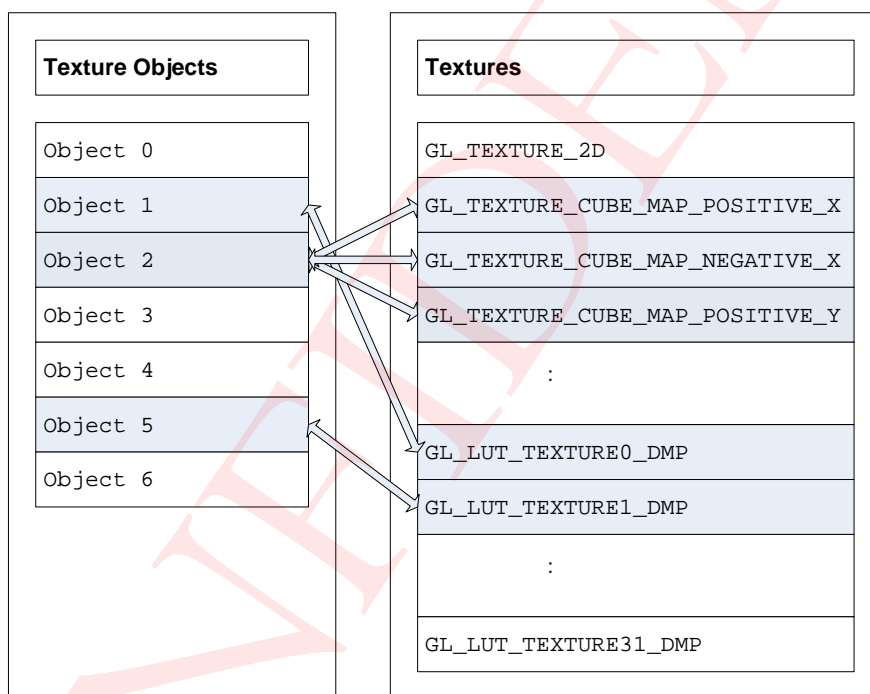 Texture Objects
Object 0
Object 1
Object 2
Object 3
Object 4
Object 5
Object 6
Textures
GL_TEXTURE_2D
GL_TEXTURE_CUBE_MAP_POSITIVE_X
GL_TEXTURE_CUBE_MAP_NEGATIVE_X
GL_TEXTURE_CUBE_MAP_POSITIVE_Y
:
GL_LUT_TEXTURE0_DMP
GL_LUT_TEXTURE1_DMP
:
GL_LUT_TEXTURE31_DMP